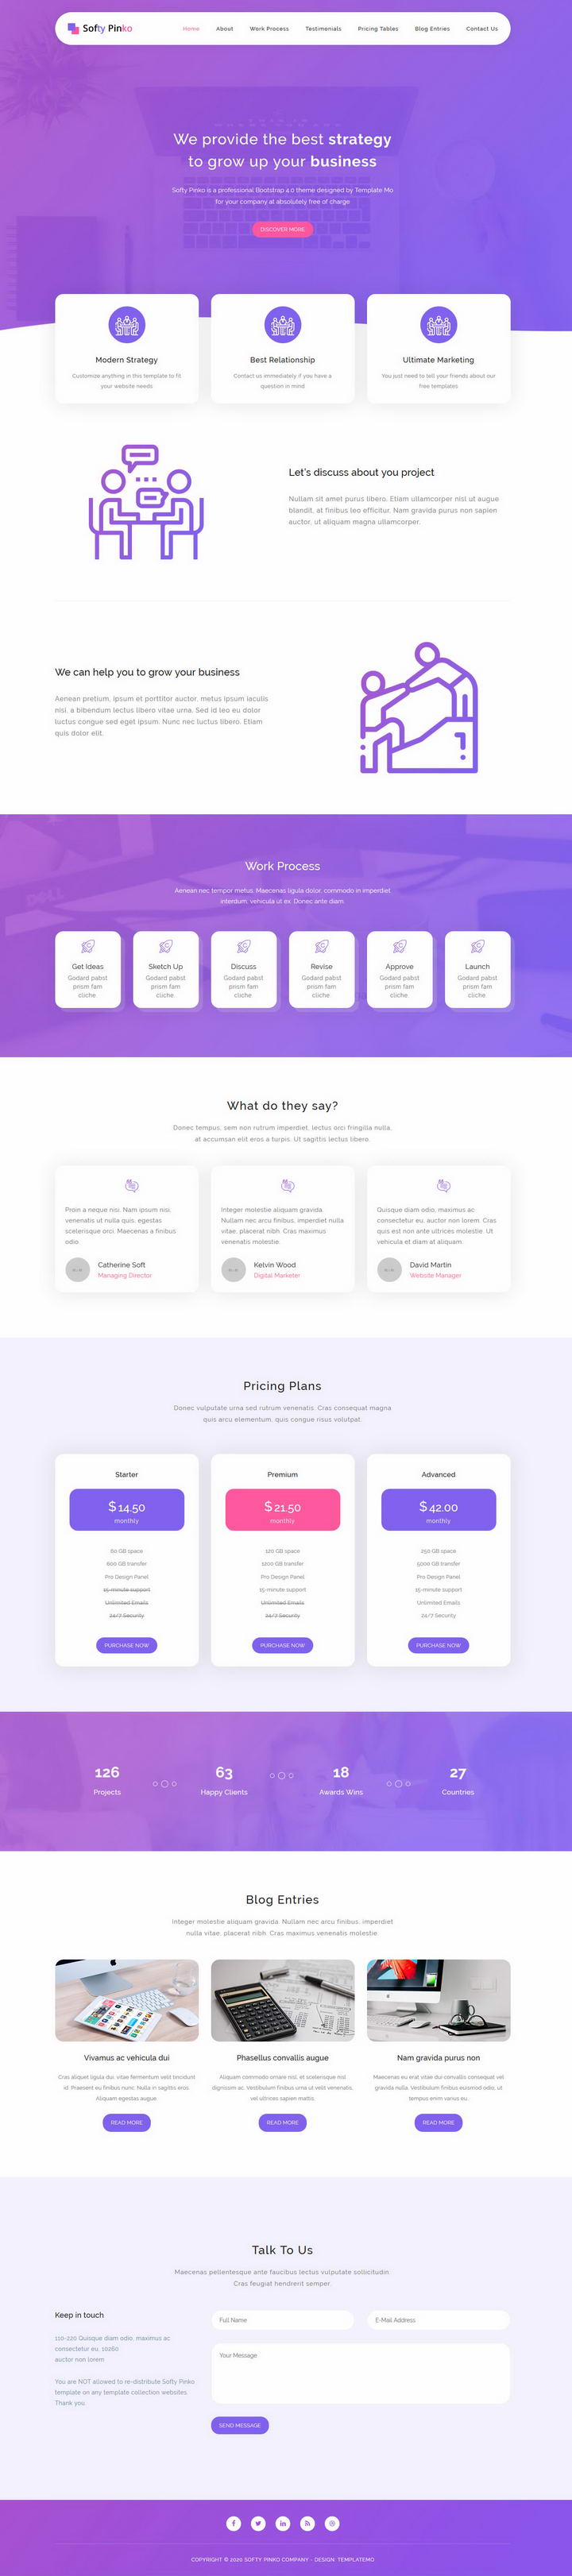 Softy Pinko
Home About Work Process Testimonials Pricing Tables Blog Entries Contact Us
We provide the best strategy
to grow up your business
Softy Pinko is a professional Bootstrap 4.0 theme designed by Template Mo
for your company at absolutely free of charge
DISCOVER MORE
Modern Strategy
Customize anything in this template to fit
your website needs
Best Relationship
Contact us immediately if you have a
question in mind
Ultimate Marketing
You just need to tell your friends about our
free templates
Let's discuss about you project
Nullam sit amet purus libero. Etiam ullamcorper nisl ut augue
blandit, at finibus leo efficitur. Nam gravida purus non sapien
auctor, ut aliquam magna ullamcorper.
We can help you to grow your business
Aenean pretium, ipsum et porttitor auctor, metus ipsum iaculis
nisi, a bibendum lectus libero vitae urna. Sed id leo eu dolor
luctus congue sed eget ipsum. Nunc nec luctus libero. Etiam
quis dolor elit.
Work Process
Aenean nec tempor metus. Maecenas ligula dolor, commodo in imperdiet
interdum, vehicula ut ex. Donec ante diam.
Get Ideas
Godard pabst
prism fam
cliche.
Sketch Up
Godard pabst
prism fam
cliche.
Discuss
Godard pabst
prism fam
cliche.
Revise
Godard pabst
prism fam
cliche.
Approve
Godard pabst
prism fam
cliche.
Launch
Godard pabst
prism fam
cliche.
What do they say?
Donec tempus, sem non rutrum imperdiet, lectus orci fringilla nulla,
at accumsan elit eros a turpis. Ut sagittis lectus libero.
Proin a neque nisi. Nam ipsum nisi,
venenatis ut nulla quis, egestas
scelerisque orci. Maecenas a finibus
odio.
Catherine Soft
Managing Director
Integer molestie aliquam gravida.
Nullam nec arcu finibus, imperdiet nulla
vitae, placerat nibh. Cras maximus
venenatis molestie.
Kelvin Wood
Digital Marketer
Quisque diam odio, maximus ac
consectetur eu, auctor non lorem. Cras
quis est non ante ultrices molestie. Ut
vehicula et diam at aliquam.
David Martin
Website Manager
Pricing Plans
Donec vulputate urna sed rutrum venenatis. Cras consequat magna
quis arcu elementum, quis congue risus volutpat.
Starter
$14.50
monthly
60 GB space
600 GB transfer
Pro Design Panel
15-minute support
Unlimited Emails
24/7 Security
PURCHASE NOW
Premium
$21.50
monthly
120 GB space
1200 GB transfer
Pro Design Panel
15-minute support
Unlimited Emails
24/7 Security
PURCHASE NOW
Advanced
$42.00
monthly
250 GB space
5000 GB transfer
Pro Design Panel
15-minute support
Unlimited Emails
24/7 Security
PURCHASE NOW
126
Projects
63
Happy Clients
18
Awards Wins
27
Countries
Blog Entries
Integer molestie aliquam gravida. Nullam nec arcu finibus, imperdiet
nulla vitae, placerat nibh. Cras maximus venenatis molestie.
Vivamus ac vehicula dui
Cras aliquet ligula dui, vitae fermentum velit tincidunt
id. Praesent eu finibus nunc. Nulla in sagittis eros.
Aliquam egestas augue.
READ MORE
Phasellus convallis augue
Aliquam commodo ornare nisl, et scelerisque nisl
dignissim ac. Vestibulum finibus urna ut velit venenatis,
vel ultrices sapien mattis.
READ MORE
Nam gravida purus non
Maecenas eu erat vitae dui convallis consequat vel
gravida nulla. Vestibulum finibus euismod odio, ut
tempus enim varius eu.
READ MORE
Talk To Us
Maecenas pellentesque ante faucibus lectus vulputate sollicitudin.
Cras feugiat hendrerit semper.
Keep in touch
110-220 Quisque diam odio, maximus ac
consectetur eu, 10260
auctor non lorem
You are NOT allowed to re-distribute Softy Pinko
template on any template collection websites.
Thank you.
Full Name
E-Mail Address
Your Message
SEND MESSAGE
COPYRIGHT © 2020 SOFTY PINKO COMPANY - DESIGN: TEMPLATEMO